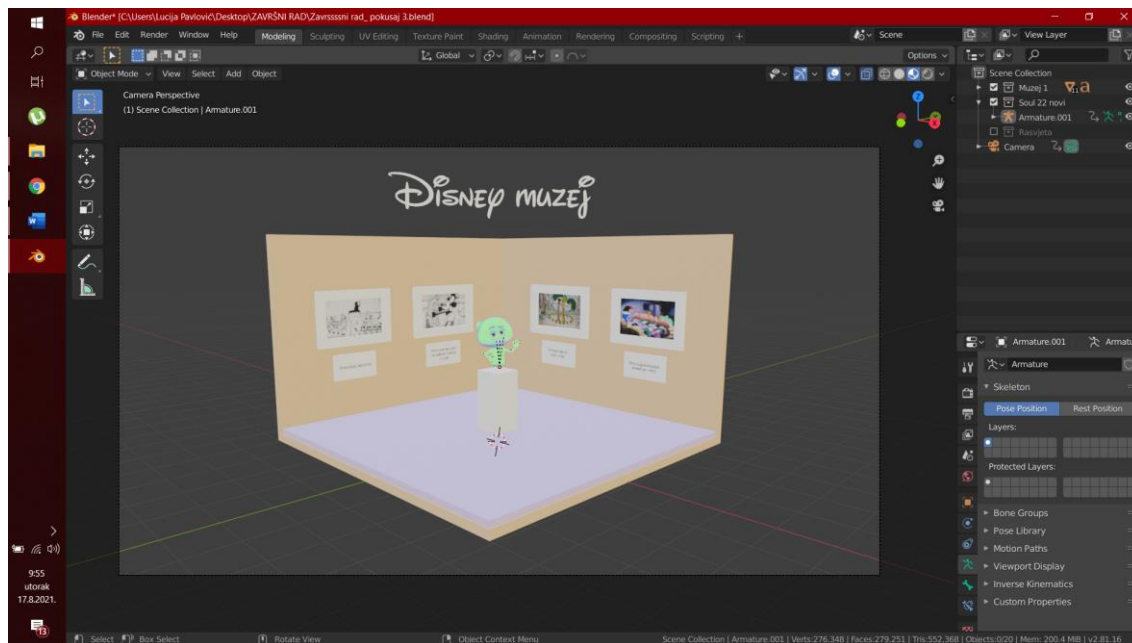 Blender* [C:\Users\Lucija Pavlović\Desktop\ZAVRŠNI RAD\Zavrssssni rad_ pokusaj 3.blend]
File Edit Render Window Help Modeling Sculpting UV Editing Texture Paint Shading Animation Rendering Compositing Scripting + Scene View Layer
Global Options
Object Mode View Select Add Object
Camera Perspective
(1) Scene Collection | Armature.001
Scene Collection
Muzej 1
Soul 22 novi
Armature.001
Rasvjeta
Camera
Disney muzej
Armature.001 Armatu
Armature
Skeleton
Pose Position Rest Position
Layers:
Protected Layers:
Bone Groups
Pose Library
Motion Paths
Viewport Display
Inverse Kinematics
Custom Properties
9:55
utorak
17.8.2021.
13
Select Box Select Rotate View Object Context Menu Scene Collection | Armature.001 | Verts:276,348 | Faces:279,251 | Tris:552,368 | Objects:0/20 | Mem: 200.4 MiB | v2.81.16